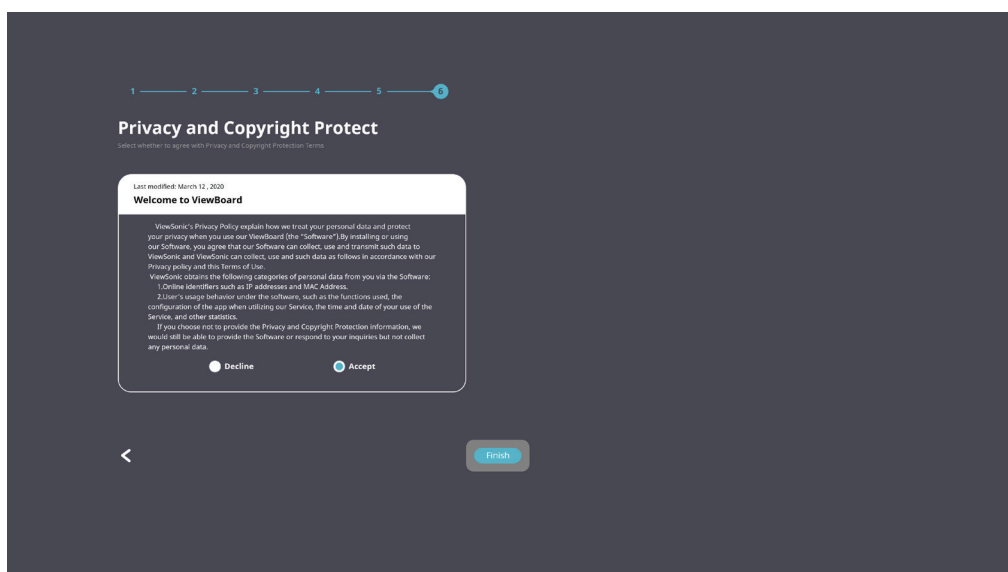 1 2 3 4 5 6
Privacy and Copyright Protect
Select whether to agree with Privacy and Copyright Protection Terms
Last modified: March 12 , 2020
Welcome to ViewBoard
ViewSonic's Privacy Policy explain how we treat your personal data and protect
your privacy when you use our ViewBoard (the "Software").By installing or using
our Software, you agree that our Software can collect, use and transmit such data to
ViewSonic and ViewSonic can collect, use and such data as follows in accordance with our
Privacy policy and this Terms of Use.
ViewSonic obtains the following categories of personal data from you via the Software:
1.Online identifiers such as IP addresses and MAC Address.
2.User's usage behavior under the software, such as the functions used, the
configuration of the app when utilizing our Service, the time and date of your use of the
Service, and other statistics.
If you choose not to provide the Privacy and Copyright Protection information, we
would still be able to provide the Software or respond to your inquiries but not collect
any personal data.
Decline Accept
Finish